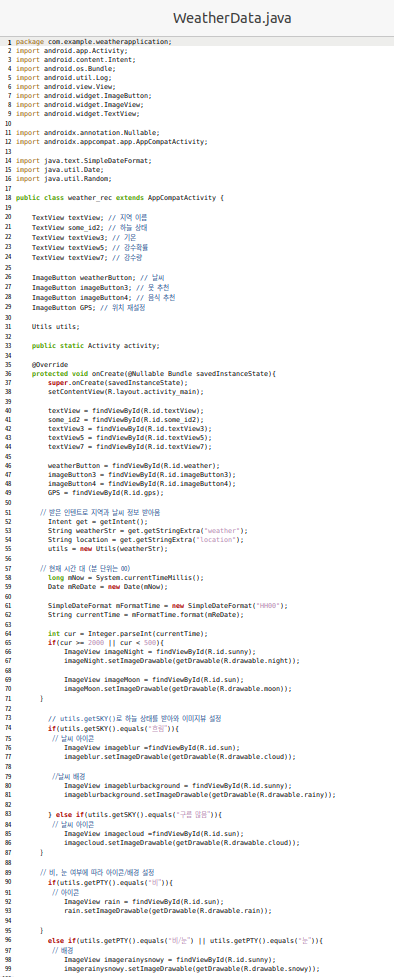 WeatherData.java
1 package com.example.weatherapplication;
2 import android.app.Activity;
3 import android.content.Intent;
4 import android.os.Bundle;
5 import android.util.Log;
6 import android.view.View;
7 import android.widget.ImageButton;
8 import android.widget.ImageView;
9 import android.widget.TextView;
10
11 import androidx.annotation.Nullable;
12 import androidx.appcompat.app.AppCompatActivity;
13
14 import java.text.SimpleDateFormat;
15 import java.util.Date;
16 import java.util.Random;
17
18 public class weather_rec extends AppCompatActivity {
19
20 TextView textView; // 지역 이름
21 TextView some_id2; // 하늘 상태
22 TextView textView3; // 기온
23 TextView textView5; // 강수확률
24 TextView textView7; // 강수량
25
26 ImageButton weatherButton; // 날씨
27 ImageButton imageButton3; // 옷 추천
28 ImageButton imageButton4; // 음식 추천
29 ImageButton GPS; // 위치 재설정
30
31 Utils utils;
32
33 public static Activity activity;
34
35 @Override
36 protected void onCreate(@Nullable Bundle savedInstanceState){
37 super.onCreate(savedInstanceState);
38 setContentView(R.layout.activity_main);
39
40 textView = findViewById(R.id.textView);
41 some_id2 = findViewById(R.id.some_id2);
42 textView3 = findViewById(R.id.textView3);
43 textView5 = findViewById(R.id.textView5);
44 textView7 = findViewById(R.id.textView7);
45
46 weatherButton = findViewById(R.id.weather);
47 imageButton3 = findViewById(R.id.imageButton3);
48 imageButton4 = findViewById(R.id.imageButton4);
49 GPS = findViewById(R.id.gps);
50
51 // 받은 인텐트로 지역과 날씨 정보 받아옴
52 Intent get = getIntent();
53 String weatherStr = get.getStringExtra("weather");
54 String location = get.getStringExtra("location");
55 utils = new Utils(weatherStr);
56
57 // 현재 시간 대 (분 단위는 00)
58 long mNow = System.currentTimeMillis();
59 Date mReDate = new Date(mNow);
60
61 SimpleDateFormat mFormatTime = new SimpleDateFormat("HH00");
62 String currentTime = mFormatTime.format(mReDate);
63
64 int cur = Integer.parseInt(currentTime);
65 if(cur >= 2000 || cur < 500){
66 ImageView imageNight = findViewById(R.id.sunny);
67 imageNight.setImageDrawable(getDrawable(R.drawable.night));
68
69 ImageView imageMoon = findViewById(R.id.sun);
70 imageMoon.setImageDrawable(getDrawable(R.drawable.moon));
71 }
72
73 // utils.getSKY()로 하늘 상태를 받아와 이미지뷰 설정
74 if(utils.getSKY().equals("흐림")){
75 // 날씨 아이콘
76 ImageView imageblur =findViewById(R.id.sun);
77 imageblur.setImageDrawable(getDrawable(R.drawable.cloud));
78
79 //날씨 배경
80 ImageView imageblurbackground = findViewById(R.id.sunny);
81 imageblurbackground.setImageDrawable(getDrawable(R.drawable.rainy));
82
83 } else if(utils.getSKY().equals("구름 많음")){
84 // 날씨 아이콘
85 ImageView imagecloud =findViewById(R.id.sun);
86 imagecloud.setImageDrawable(getDrawable(R.drawable.cloud));
87 }
88
89 // 비, 눈 여부에 따라 아이콘/배경 설정
90 if(utils.getPTY().equals("비")){
91 // 아이콘
92 ImageView rain = findViewById(R.id.sun);
93 rain.setImageDrawable(getDrawable(R.drawable.rain));
94
95 }
96 else if(utils.getPTY().equals("비/눈") || utils.getPTY().equals("눈")){
97 // 배경
98 ImageView imagerainysnowy = findViewById(R.id.sunny);
99 imagerainysnowy.setImageDrawable(getDrawable(R.drawable.snowy));